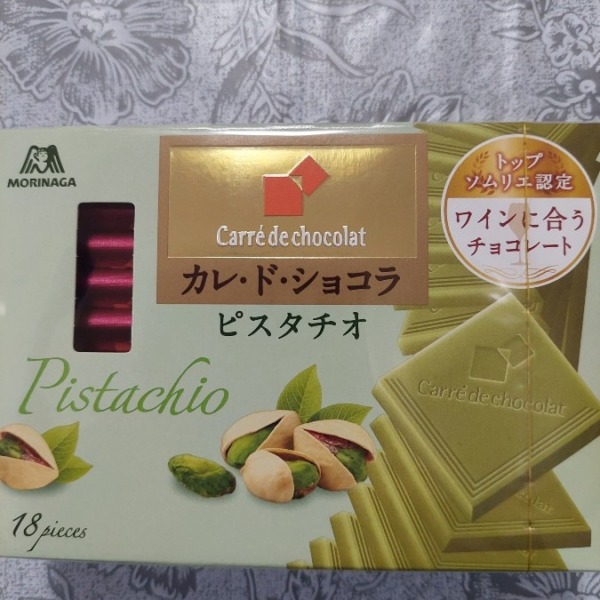 MORINAGA
Carré de chocolat
カレ・ド・ショコラ
ピスタチオ
トップ
ソムリエ認定
ワインに合う
チョコレート
Pistachio
Carré de chocolat
18 pieces